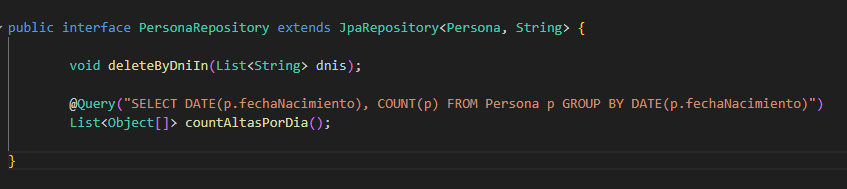 public interface PersonaRepository extends JpaRepository<Persona, String> {
void deleteByDniIn(List<String> dnis);
@Query("SELECT DATE(p.fechaNacimiento), COUNT(p) FROM Persona p GROUP BY DATE(p.fechaNacimiento)")
List<Object[]> countAltasPorDia();
}